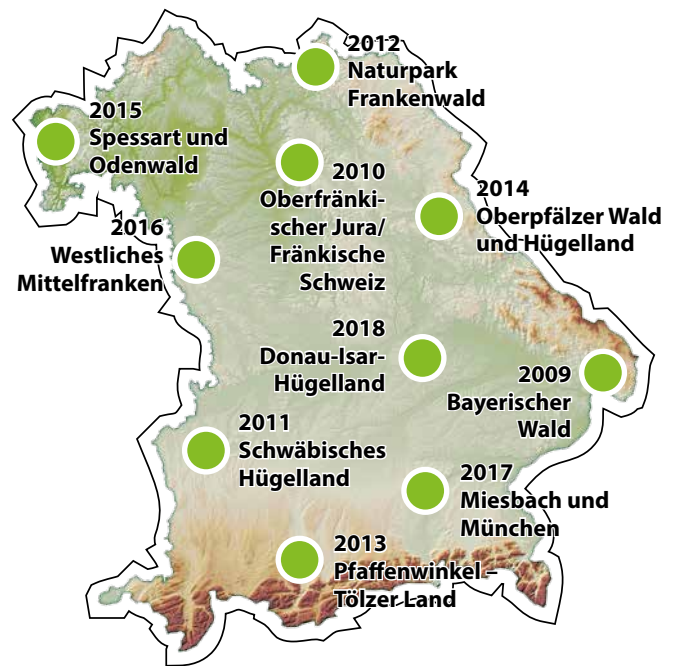 2012
Naturpark
Frankenwald
2015
Spessart und
Odenwald
2010
Oberfränki-
scher Jura/
Fränkische
Schweiz
2014
Oberpfälzer Wald
und Hügelland
2016
Westliches
Mittelfranken
2018
Donau-Isar-
Hügelland
2009
Bayerischer
Wald
2011
Schwäbisches
Hügelland
2017
Miesbach und
München
2013
Pfaffenwinkel –
Tölzer Land